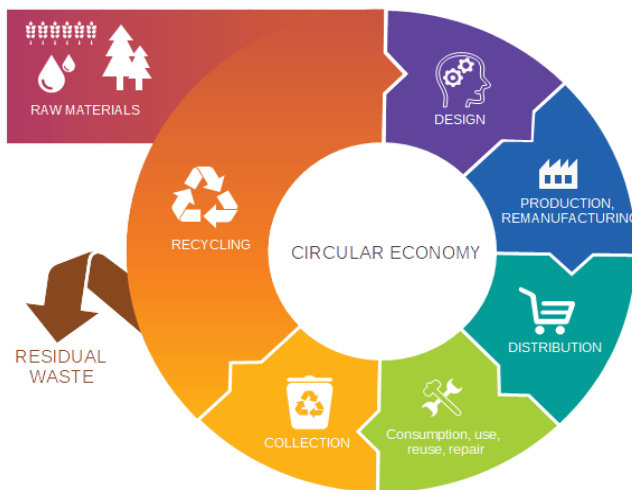 RAW MATERIALS
DESIGN
PRODUCTION,
REMANUFACTURING
RECYCLING
CIRCULAR ECONOMY
DISTRIBUTION
RESIDUAL
WASTE
Consumption, use,
reuse, repair
COLLECTION